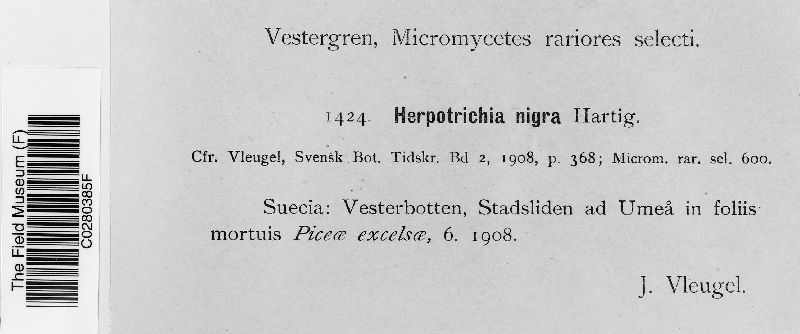 Vestergren, Micromycetes rariores selecti.
1424. Herpotrichia nigra Hartig.
Cfr. Vleugel, Svensk Bot. Tidskr. Bd 2, 1908, p. 368; Microm. rar. sel. 600.
Suecia: Vesterbotten, Stadsliden ad Umeå in foliis
mortuis Piceæ excelsæ, 6. 1908.
J. Vleugel.
The Field Museum (F)
C0280385F